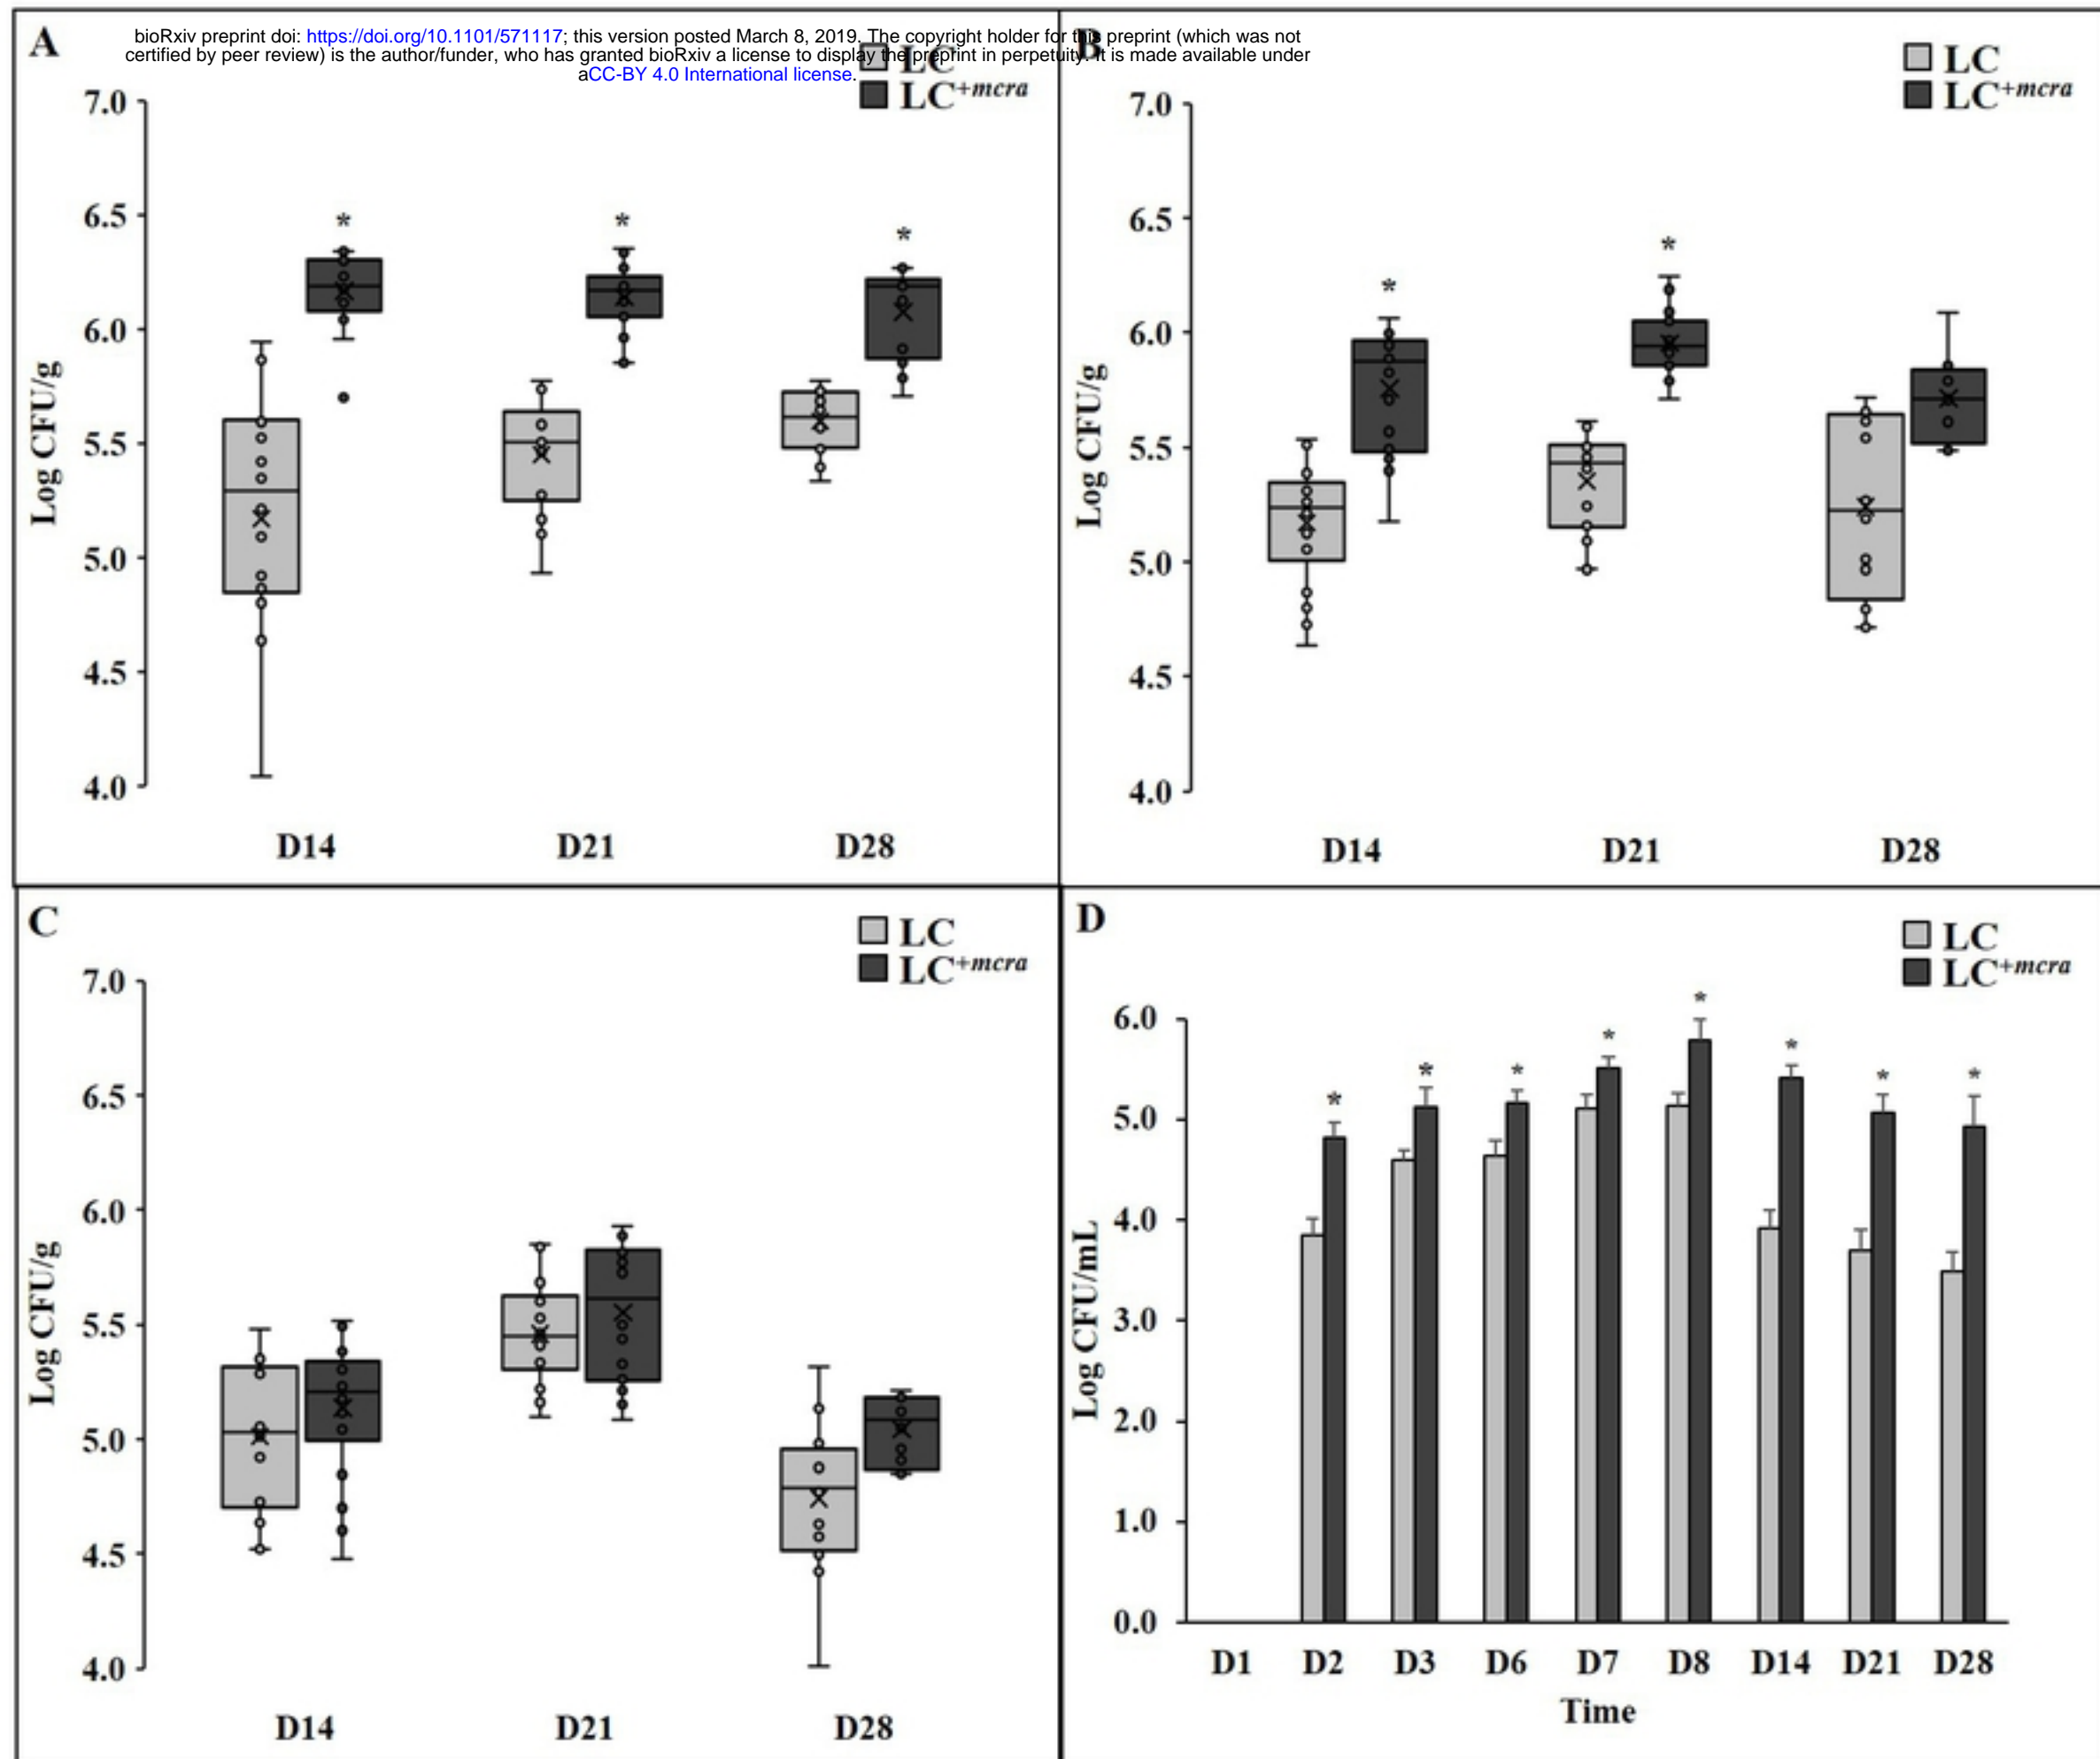 A
bioRxiv preprint doi: https://doi.org/10.1101/571117; this version posted March 8, 2019. The copyright holder for this preprint (which was not
certified by peer review) is the author/funder, who has granted bioRxiv a license to display the preprint in perpetuity. It is made available under
aCC-BY 4.0 International license.
LC
LC+mcra
7.0
6.5
6.0
5.5
5.0
4.5
4.0
Log CFU/g
* * *
D14 D21 D28
B
LC
LC+mcra
7.0
6.5
6.0
5.5
5.0
4.5
4.0
Log CFU/g
* *
D14 D21 D28
C
LC
LC+mcra
7.0
6.5
6.0
5.5
5.0
4.5
4.0
Log CFU/g
D14 D21 D28
D
LC
LC+mcra
6.0
5.0
4.0
3.0
2.0
1.0
0.0
Log CFU/mL
* * * * * * * *
D1 D2 D3 D6 D7 D8 D14 D21 D28
Time